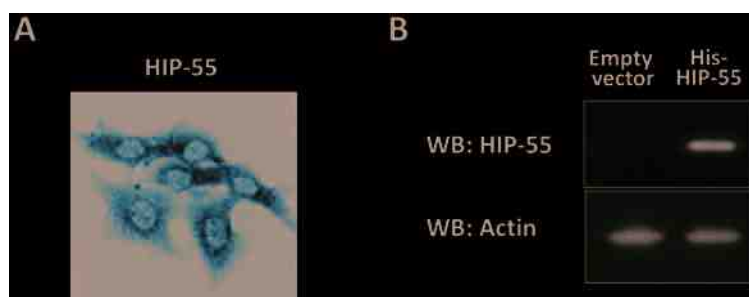 A
HIP-55
B
Empty vector
His-HIP-55
WB: HIP-55
WB: Actin